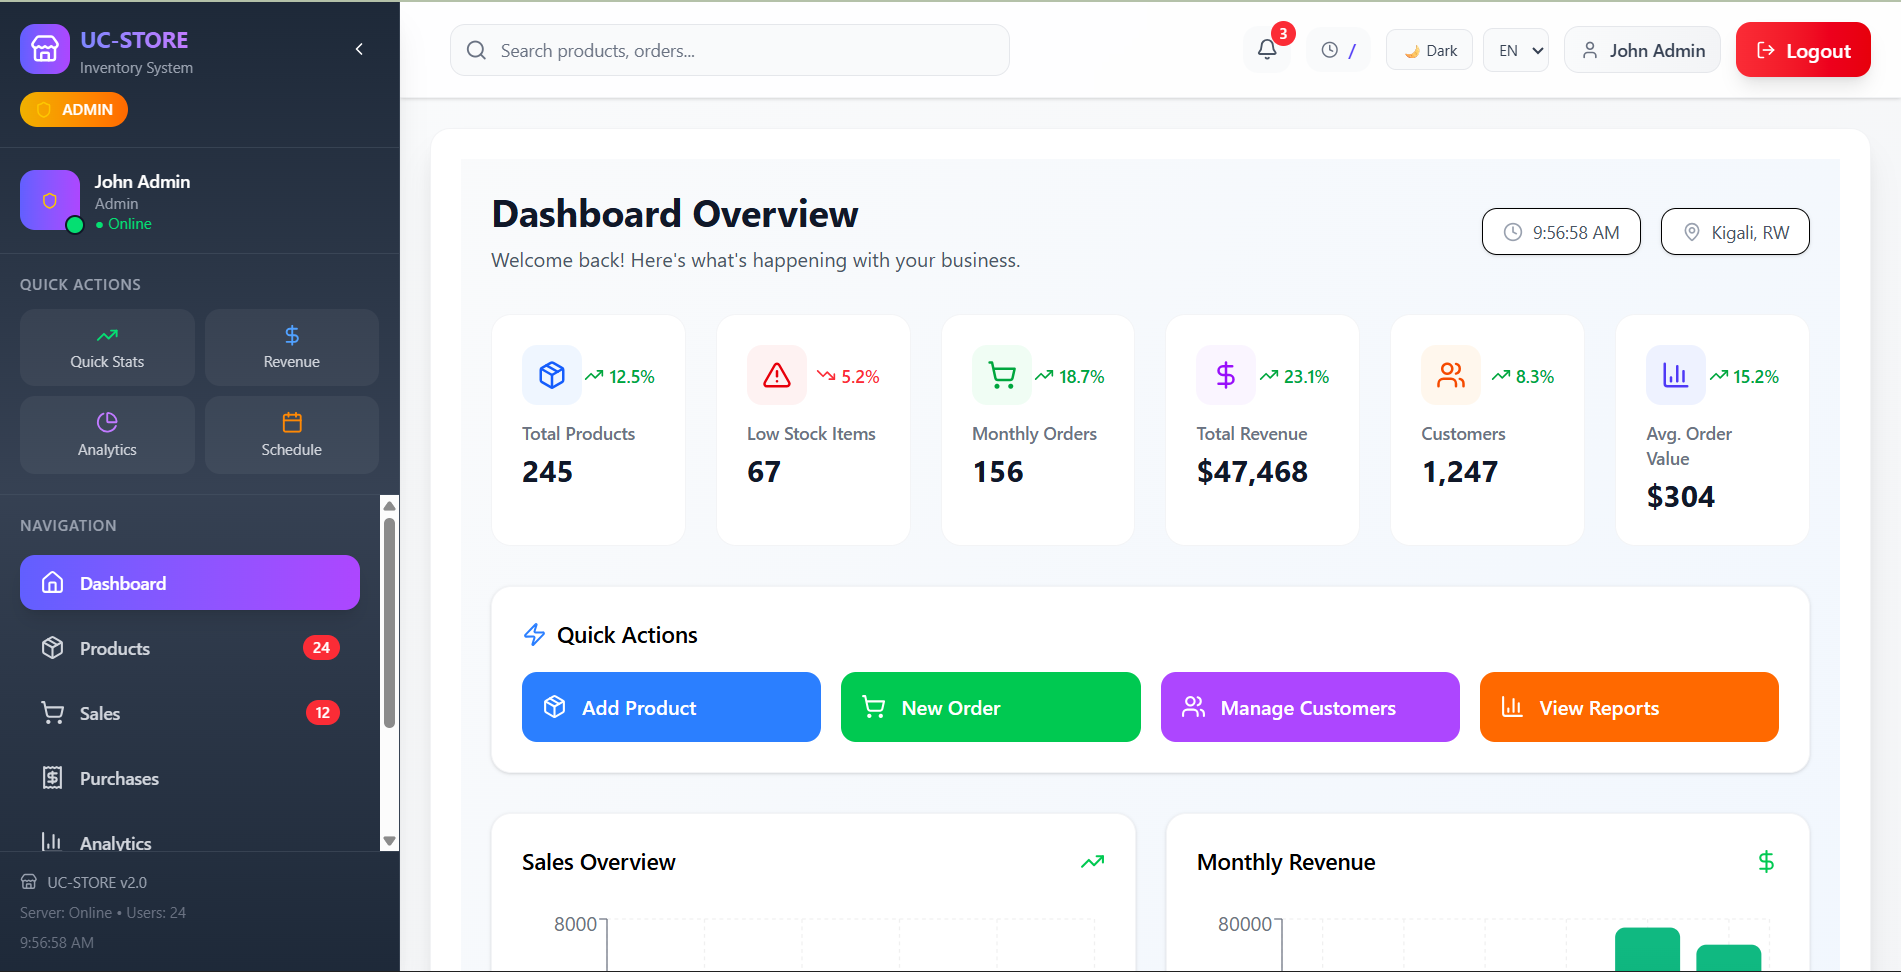 UC-STORE
Inventory System
ADMIN
John Admin
Admin
• Online
QUICK ACTIONS
Quick Stats
Revenue
Analytics
Schedule
NAVIGATION
Dashboard
Products 24
Sales 12
Purchases
Analytics
UC-STORE v2.0
Server: Online • Users: 24
9:56:58 AM
Search products, orders...
3
/
🌙 Dark
EN
John Admin
Logout
Dashboard Overview
Welcome back! Here's what's happening with your business.
9:56:58 AM
Kigali, RW
12.5%
Total Products
245
5.2%
Low Stock Items
67
18.7%
Monthly Orders
156
23.1%
Total Revenue
$47,468
8.3%
Customers
1,247
15.2%
Avg. Order
Value
$304
Quick Actions
Add Product
New Order
Manage Customers
View Reports
Sales Overview
8000
Monthly Revenue
80000